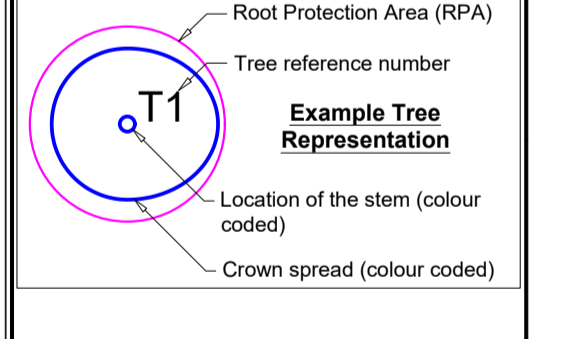 Root Protection Area (RPA)
Tree reference number
T1
Example Tree
Representation
Location of the stem (colour
coded)
Crown spread (colour coded)